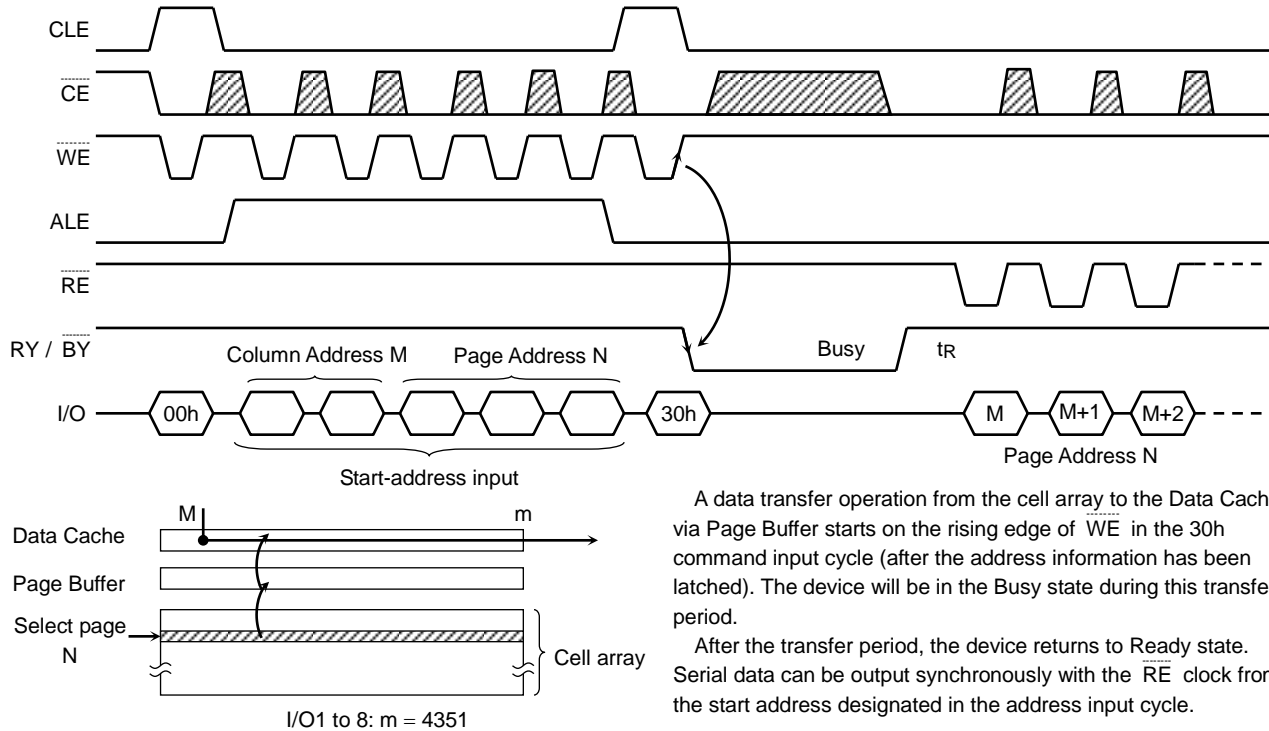 CLE
CE
WE
ALE
RE
RY / BY
Busy
tR
Column Address M
Page Address N
I/O
00h
30h
M
M+1
M+2
Start-address input
Page Address N
M
m
Data Cache
Page Buffer
Select page
N
Cell array
I/O1 to 8: m = 4351
A data transfer operation from the cell array to the Data Cach
via Page Buffer starts on the rising edge of WE in the 30h
command input cycle (after the address information has been
latched). The device will be in the Busy state during this transfe
period.
After the transfer period, the device returns to Ready state.
Serial data can be output synchronously with the RE clock fror
the start address designated in the address input cycle.